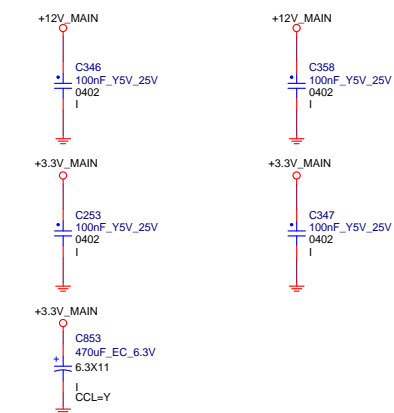 +12V_MAIN
C346
100nF_Y5V_25V
0402
I
+12V_MAIN
C358
100nF_Y5V_25V
0402
I
+3.3V_MAIN
C253
100nF_Y5V_25V
0402
I
+3.3V_MAIN
C347
100nF_Y5V_25V
0402
I
+3.3V_MAIN
C853
470uF_EC_6.3V
+
6.3X11
I
CCL=Y